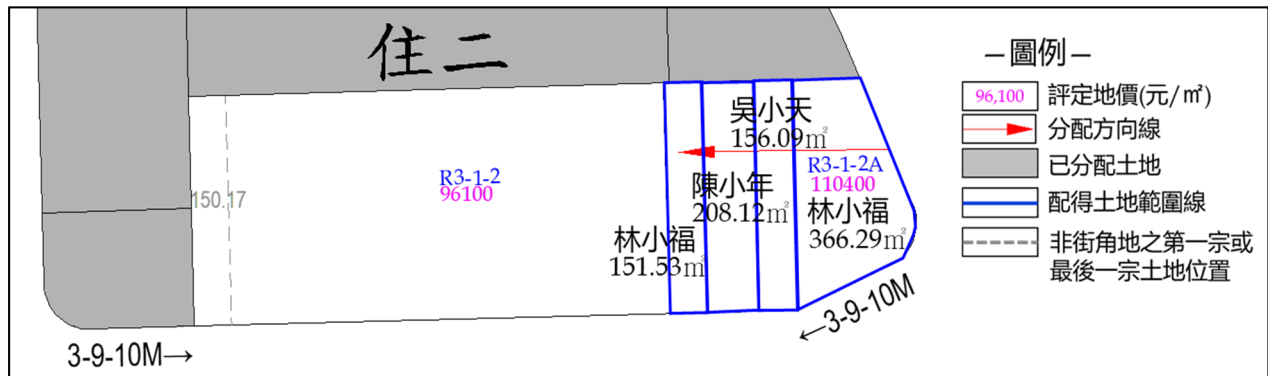 住二
R3-1-2
96100
150.17
吳小天
156.09㎡
陳小年
208.12㎡
R3-1-2A
110400
林小福
366.29㎡
林小福
151.53㎡
3-9-10M→
←3-9-10M
—圖例—
96,100 評定地價(元/㎡)
分配方向線
已分配土地
配得土地範圍線
非街角地之第一宗或
最後一宗土地位置